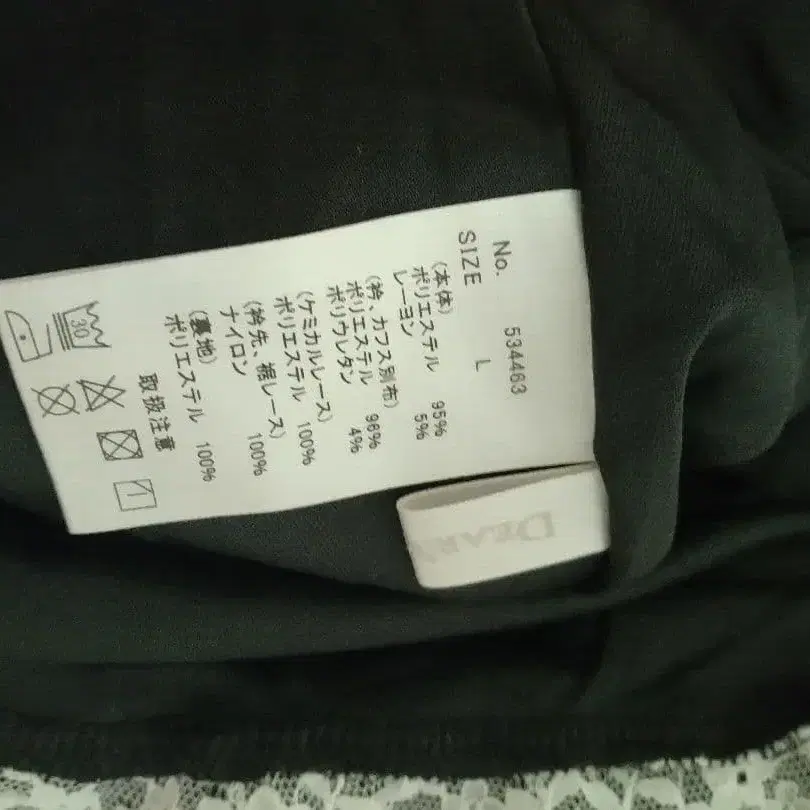 No. 534463
SIZE L
(本体)
ポリエステル 95%
レーヨン 5%
(衿、カフス別布)
ポリエステル 96%
ポリウレタン 4%
(ケミカルレース)
ポリエステル 100%
(衿先、裾レース)
ナイロン 100%
(裏地)
ポリエステル 100%
取扱注意
30
DEAR